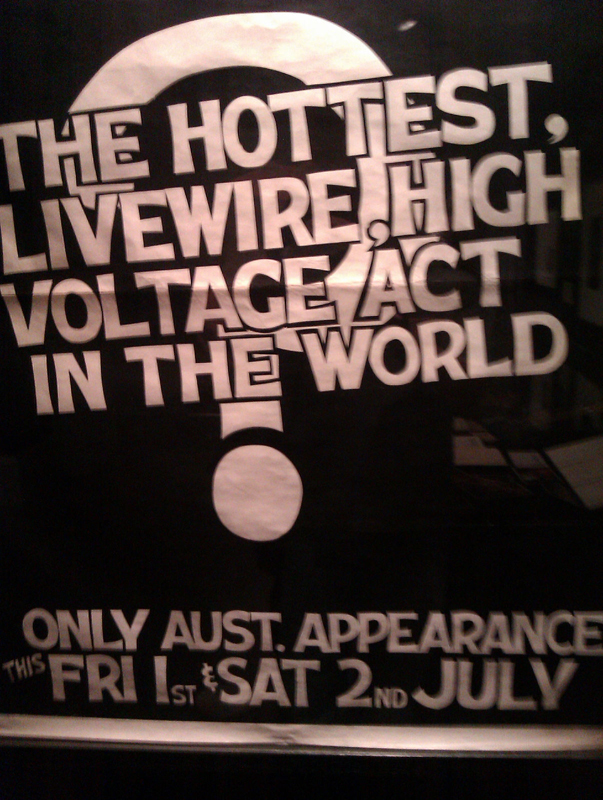 THE HOTTEST,
LIVEWIRE, HIGH
VOLTAGE ACT
IN THE WORLD
ONLY AUST. APPEARANCE
THIS FRI 1ST & SAT 2ND JULY